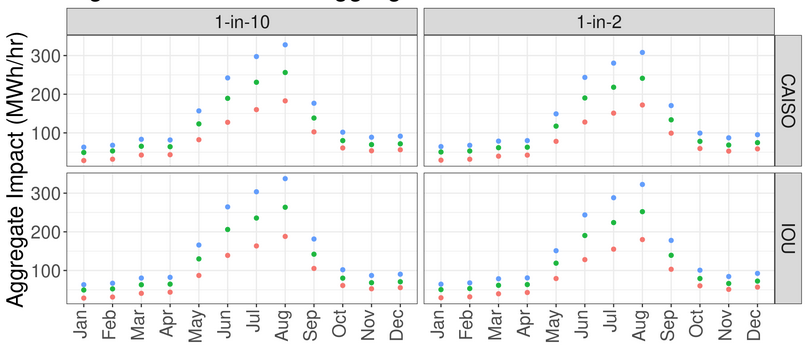 1-in-10 1-in-2
Aggregate Impact (MWh/hr)
300
200
100
CAISO
300
200
100
IOU
Jan Feb Mar Apr May Jun Jul Aug Sep Oct Nov Dec Jan Feb Mar Apr May Jun Jul Aug Sep Oct Nov Dec